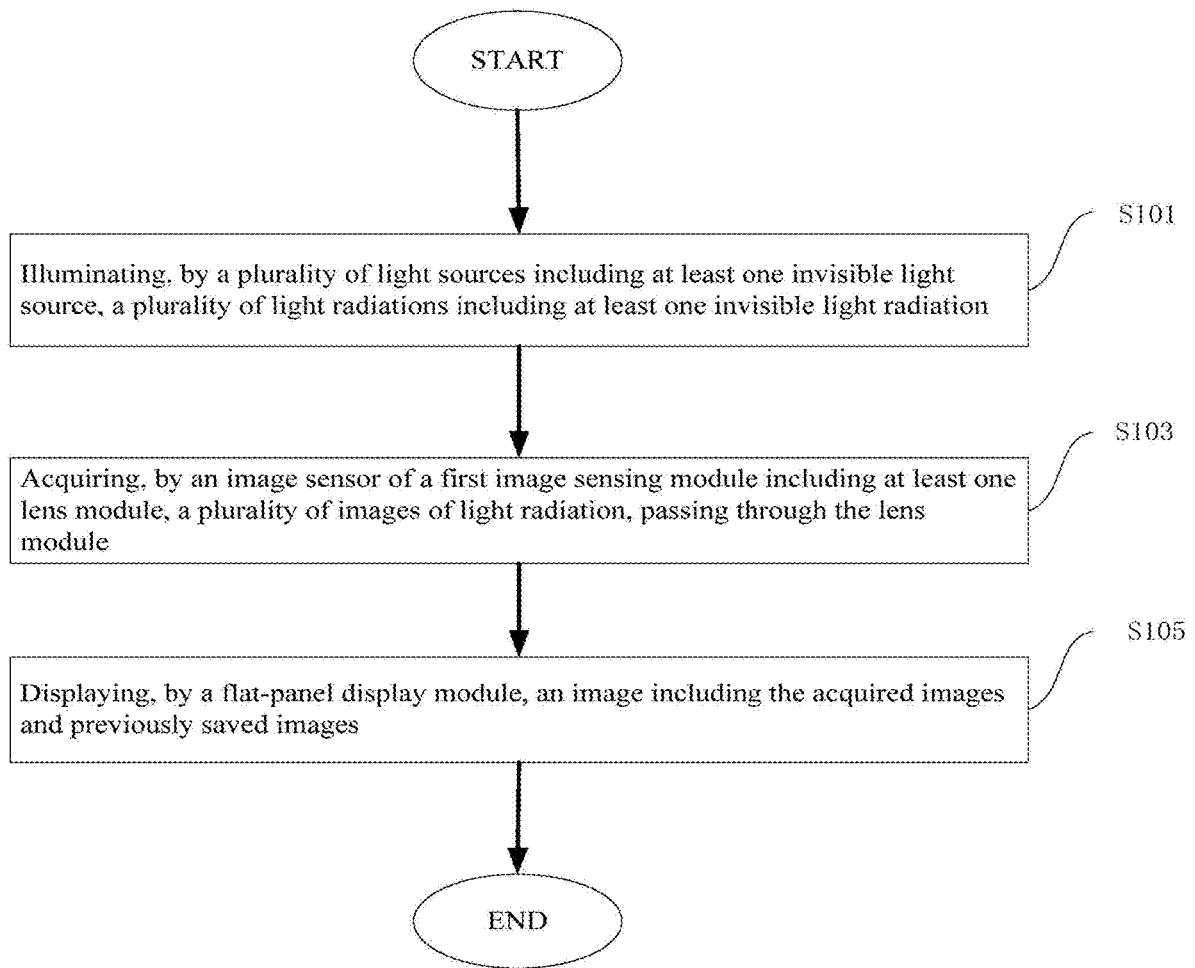 START
S101
Illuminating, by a plurality of light sources including at least one invisible light
source, a plurality of light radiations including at least one invisible light radiation
S103
Acquiring, by an image sensor of a first image sensing module including at least one
lens module, a plurality of images of light radiation, passing through the lens
module
S105
Displaying, by a flat-panel display module, an image including the acquired images
and previously saved images
END